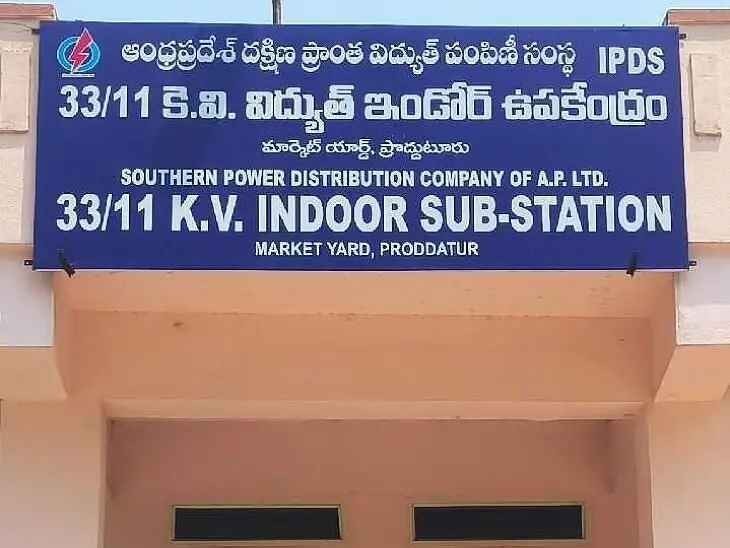 ఆంధ్రప్రదేశ్ దక్షిణ ప్రాంత విద్యుత్ పంపిణీ సంస్థ IPDS
33/11 కె.వి. విద్యుత్ ఇండోర్ ఉపకేంద్రం
మార్కెట్ యార్డ్, ప్రొద్దుటూరు
SOUTHERN POWER DISTRIBUTION COMPANY OF A.P. LTD.
33/11 K.V. INDOOR SUB-STATION
MARKET YARD, PRODDATUR